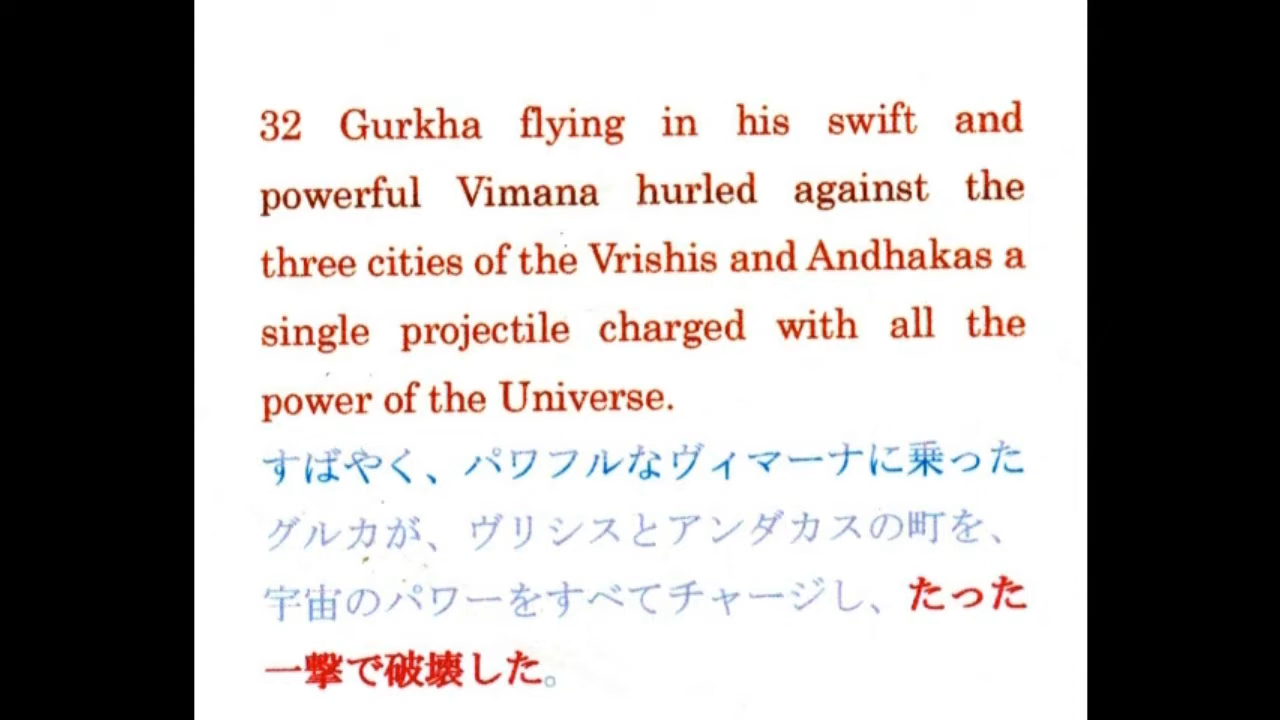 32 Gurkha flying in his swift and
powerful Vimana hurled against the
three cities of the Vrishis and Andhakas a
single projectile charged with all the
power of the Universe.
すばやく、パワフルなヴィマーナに乗った
グルカが、ヴリシスとアンダカスの町を、
宇宙のパワーをすべてチャージし、たった
一撃で破壊した。